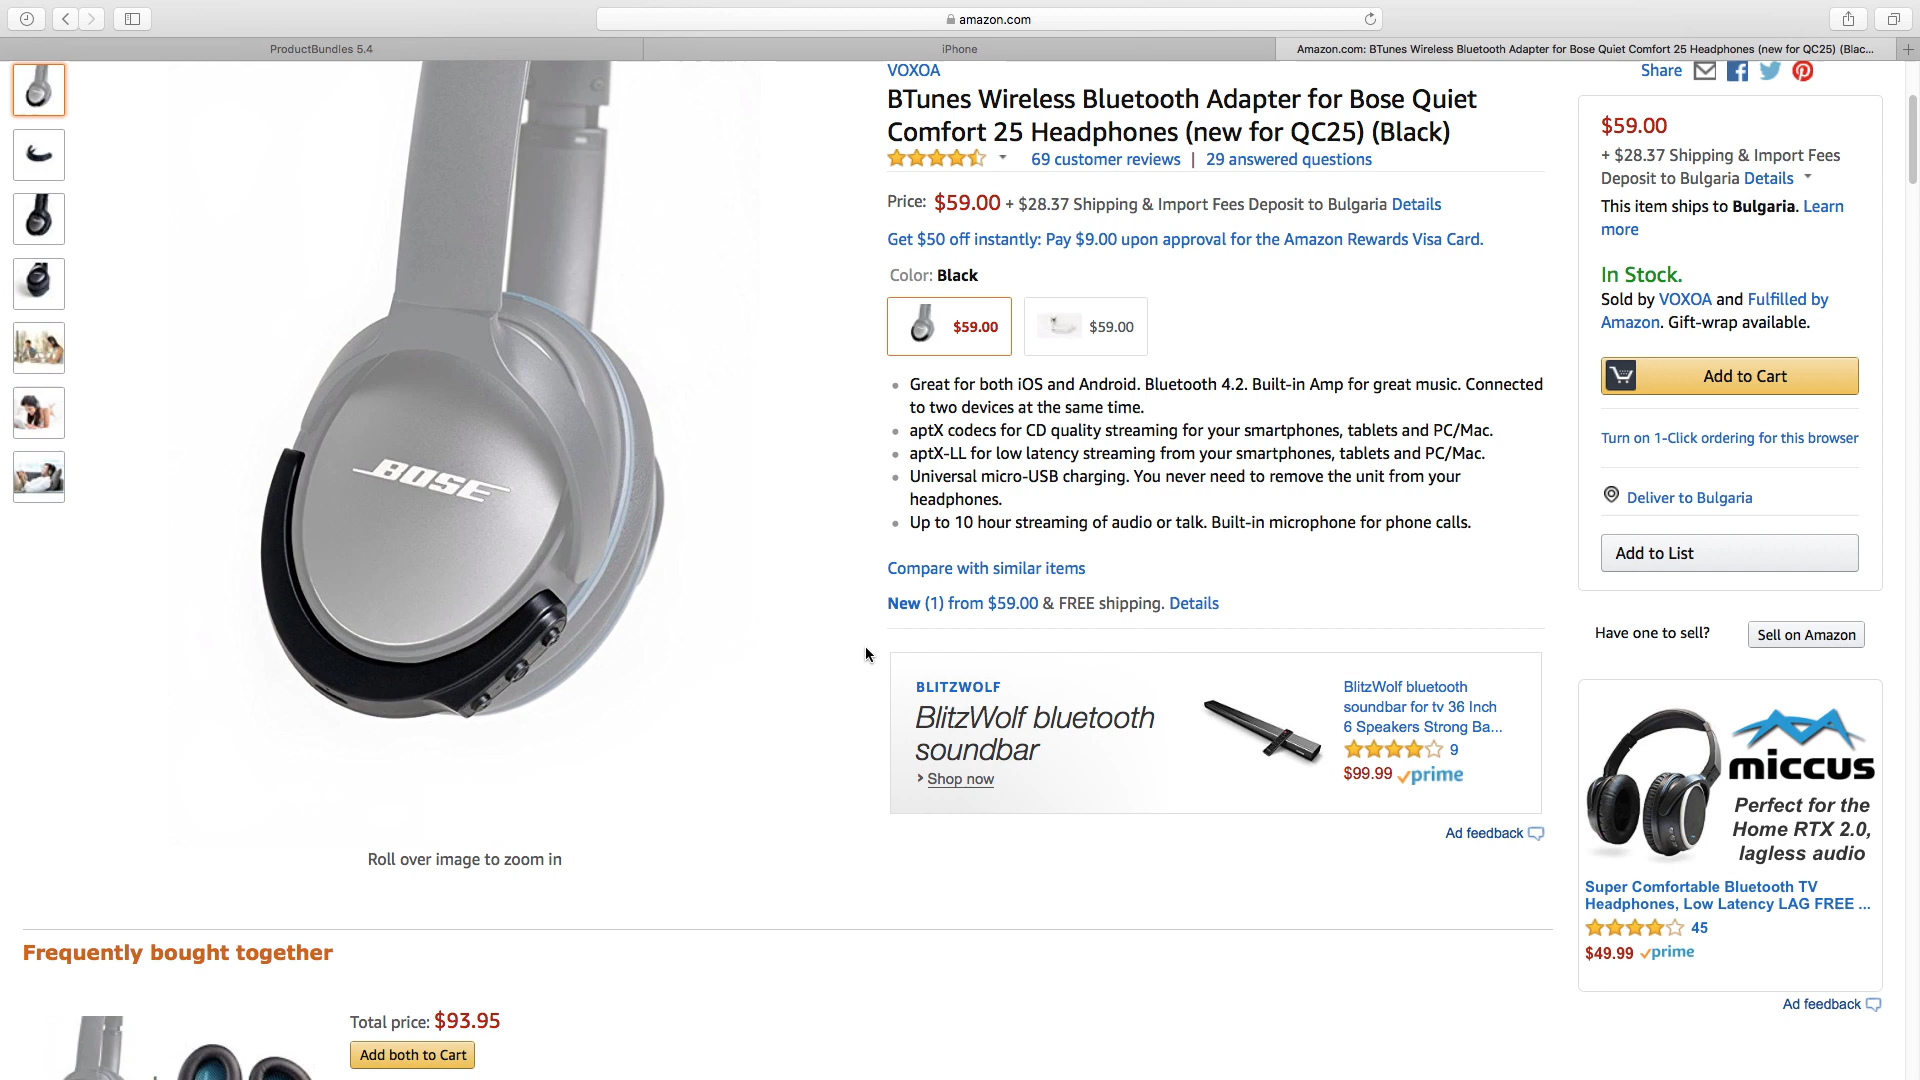 amazon.com
ProductBundles 5.4
iPhone
Amazon.com: BTunes Wireless Bluetooth Adapter for Bose Quiet Comfort 25 Headphones (new for QC25) (Blac...
VOXOA
Share
BTunes Wireless Bluetooth Adapter for Bose Quiet
Comfort 25 Headphones (new for QC25) (Black)
69 customer reviews | 29 answered questions
Price: $59.00 + $28.37 Shipping & Import Fees Deposit to Bulgaria Details
Get $50 off instantly: Pay $9.00 upon approval for the Amazon Rewards Visa Card.
Color: Black
$59.00
$59.00
Great for both iOS and Android. Bluetooth 4.2. Built-in Amp for great music. Connected
to two devices at the same time.
aptX codecs for CD quality streaming for your smartphones, tablets and PC/Mac.
aptX-LL for low latency streaming from your smartphones, tablets and PC/Mac.
Universal micro-USB charging. You never need to remove the unit from your
headphones.
Up to 10 hour streaming of audio or talk. Built-in microphone for phone calls.
Compare with similar items
New (1) from $59.00 & FREE shipping. Details
BOSE
Roll over image to zoom in
BLITZWOLF
BlitzWolf bluetooth
soundbar
Shop now
BlitzWolf bluetooth
soundbar for tv 36 Inch
6 Speakers Strong Ba...
9
$99.99 prime
Ad feedback
$59.00
+ $28.37 Shipping & Import Fees
Deposit to Bulgaria Details
This item ships to Bulgaria. Learn
more
In Stock.
Sold by VOXOA and Fulfilled by
Amazon. Gift-wrap available.
Add to Cart
Turn on 1-Click ordering for this browser
Deliver to Bulgaria
Add to List
Have one to sell?
Sell on Amazon
miccus
Perfect for the
Home RTX 2.0,
lagless audio
Super Comfortable Bluetooth TV
Headphones, Low Latency LAG FREE ...
45
$49.99 prime
Ad feedback
Frequently bought together
Total price: $93.95
Add both to Cart